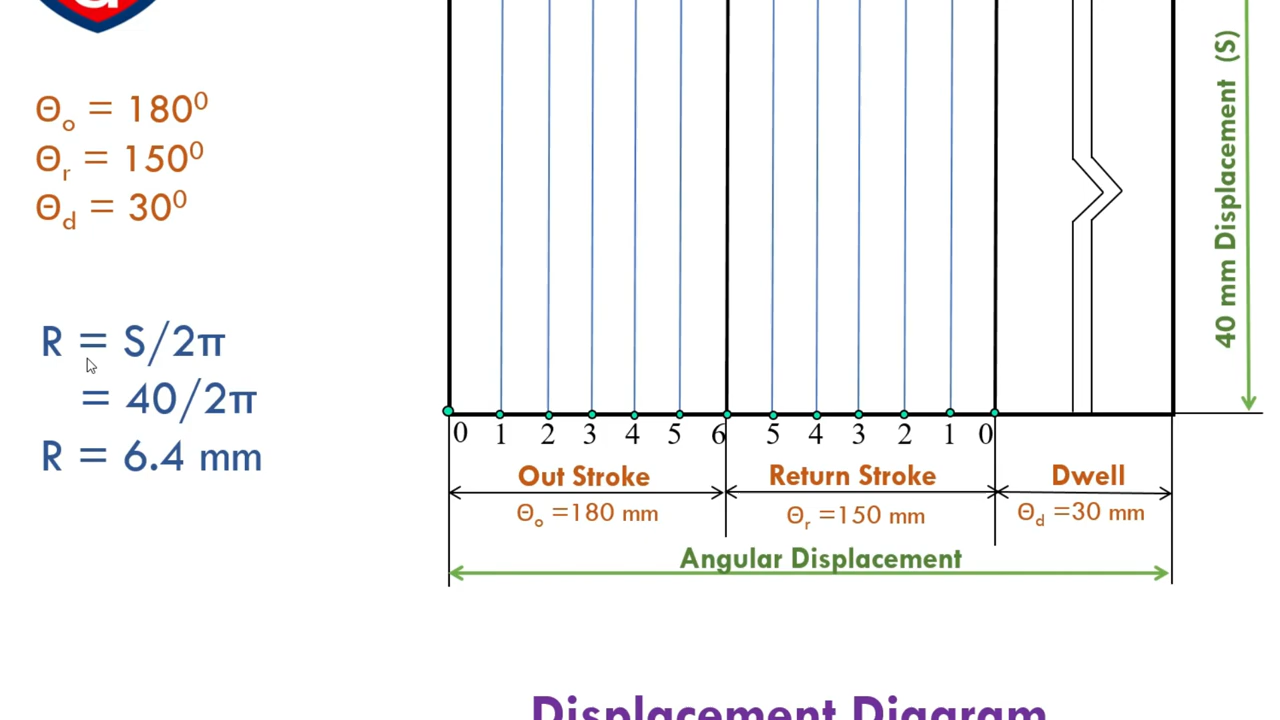 Θo = 180⁰
Θr = 150⁰
Θd = 30⁰
R = S/2π
= 40/2π
R = 6.4 mm
40 mm Displacement (S)
0 1 2 3 4 5 6 5 4 3 2 1 0
Out Stroke Return Stroke Dwell
Θo =180 mm Θr =150 mm Θd =30 mm
Angular Displacement
Displacement Diagram